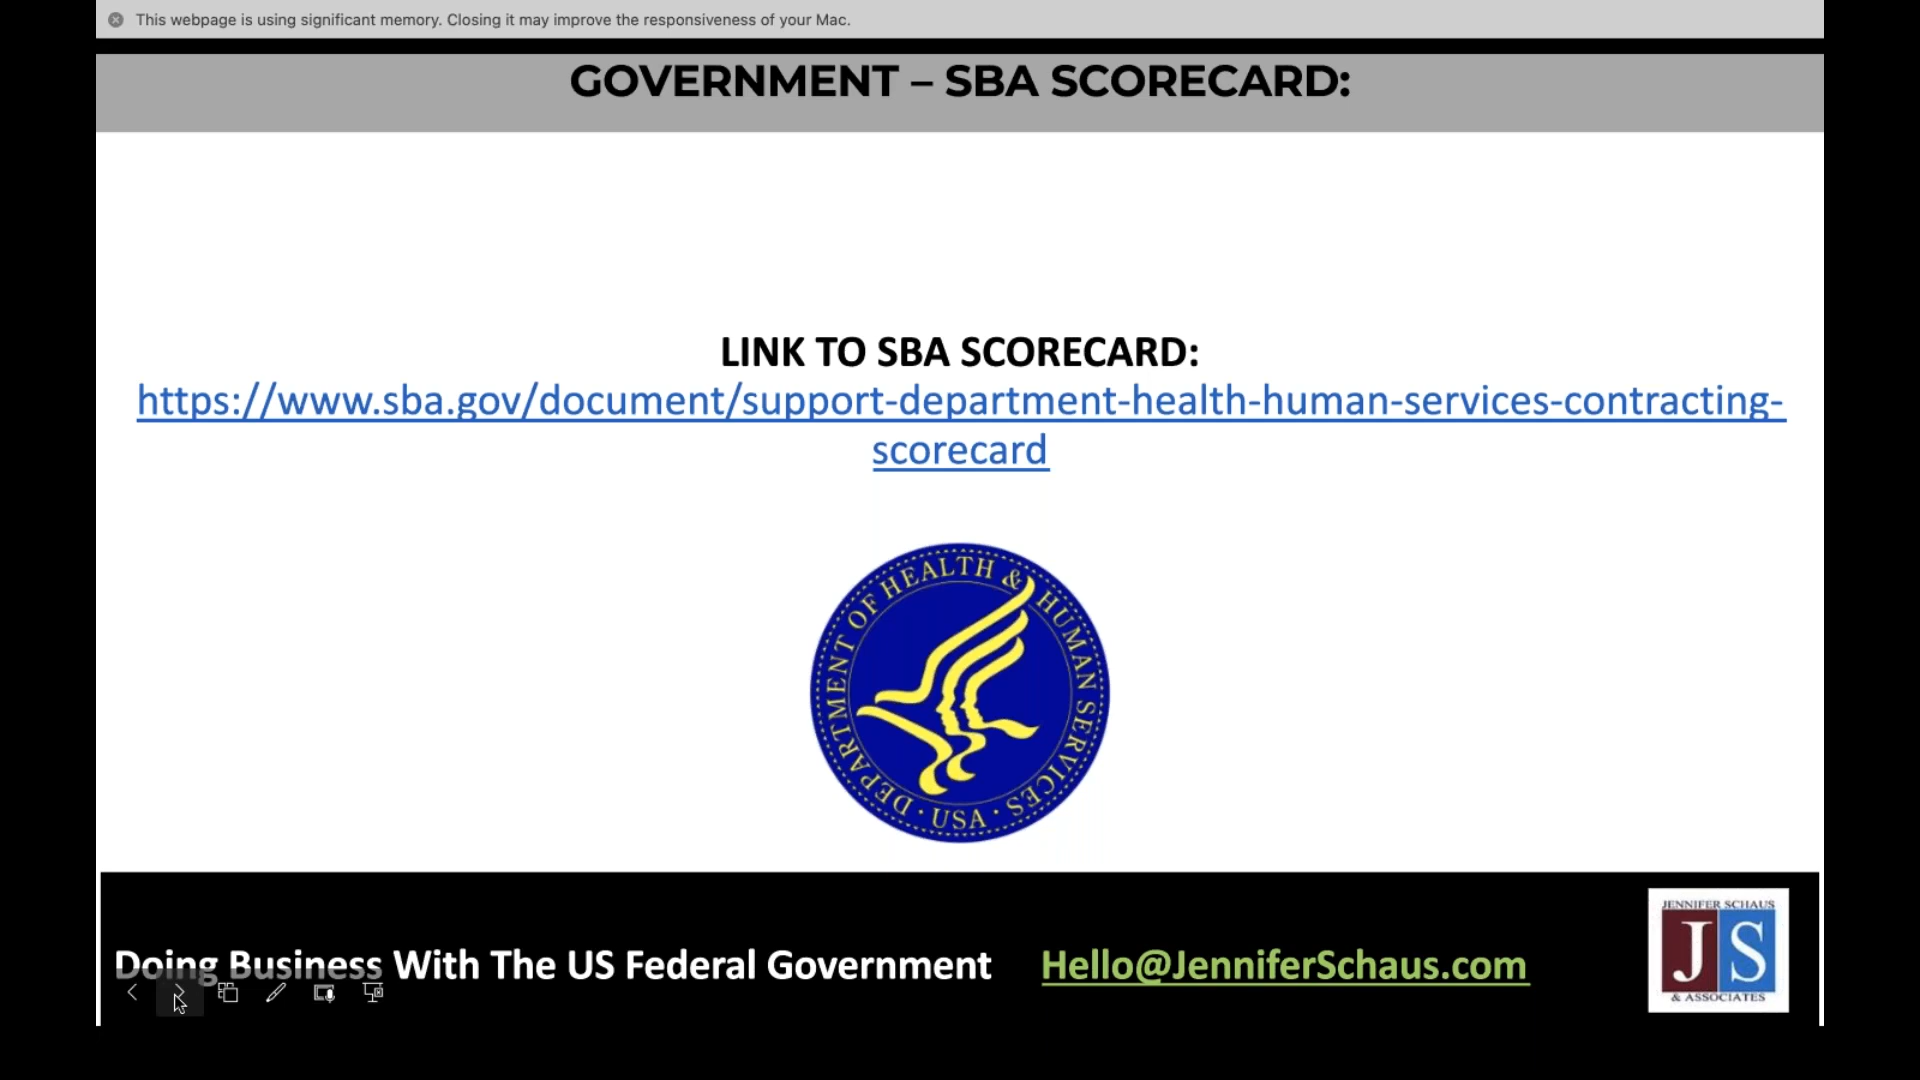 This webpage is using significant memory. Closing it may improve the responsiveness of your Mac.
GOVERNMENT – SBA SCORECARD:
LINK TO SBA SCORECARD:
https://www.sba.gov/document/support-department-health-human-services-contracting-
scorecard
DEPARTMENT OF HEALTH & HUMAN SERVICES · USA ·
Doing Business With The US Federal Government
Hello@JenniferSchaus.com
JENNIFER SCHAUS
JS
& ASSOCIATES